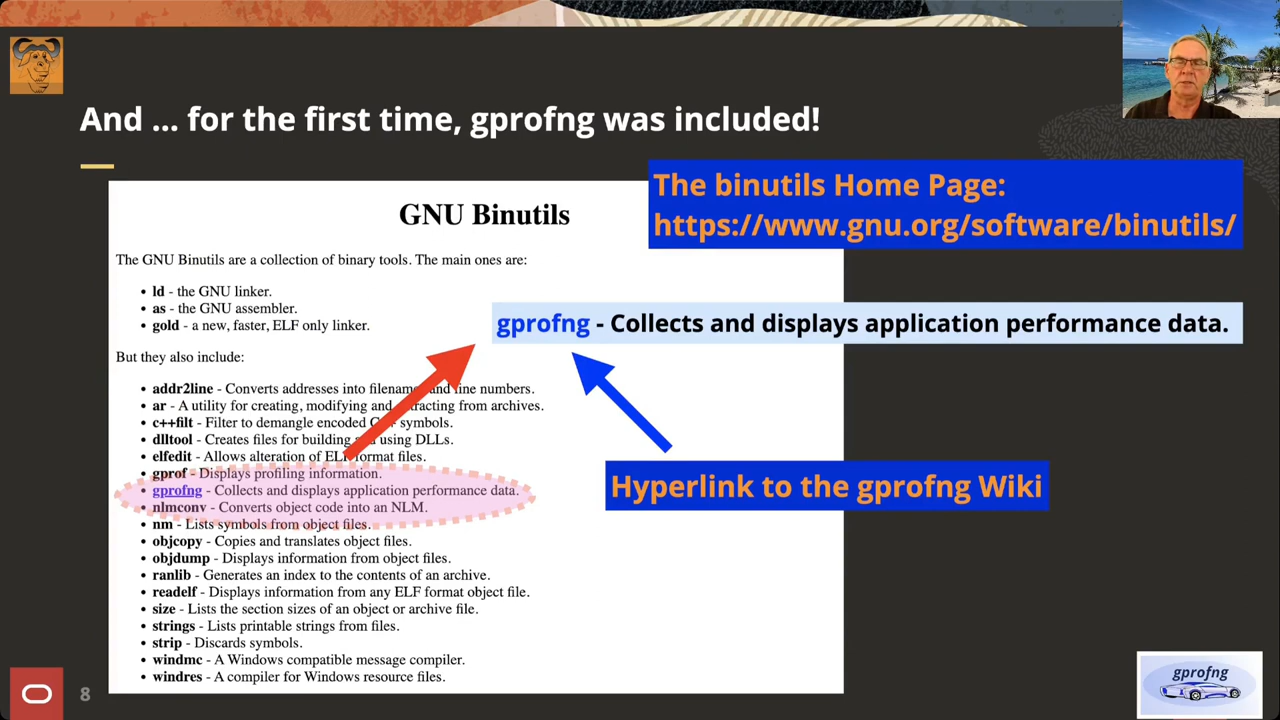 And ... for the first time, gprofng was included!
The binutils Home Page:
https://www.gnu.org/software/binutils/
GNU Binutils
The GNU Binutils are a collection of binary tools. The main ones are:
• ld - the GNU linker.
• as - the GNU assembler.
• gold - a new, faster, ELF only linker.
gprofng - Collects and displays application performance data.
But they also include:
• addr2line - Converts addresses into filename and line numbers.
• ar - A utility for creating, modifying and extracting from archives.
• c++filt - Filter to demangle encoded C++ symbols.
• dlltool - Creates files for building and using DLLs.
• elfedit - Allows alteration of ELF format files.
• gprof - Displays profiling information.
• gprofng - Collects and displays application performance data.
• nlmconv - Converts object code into an NLM.
• nm - Lists symbols from object files.
• objcopy - Copies and translates object files.
• objdump - Displays information from object files.
• ranlib - Generates an index to the contents of an archive.
• readelf - Displays information from any ELF format object file.
• size - Lists the section sizes of an object or archive file.
• strings - Lists printable strings from files.
• strip - Discards symbols.
• windmc - A Windows compatible message compiler.
• windres - A compiler for Windows resource files.
Hyperlink to the gprofng Wiki
8
gprofng